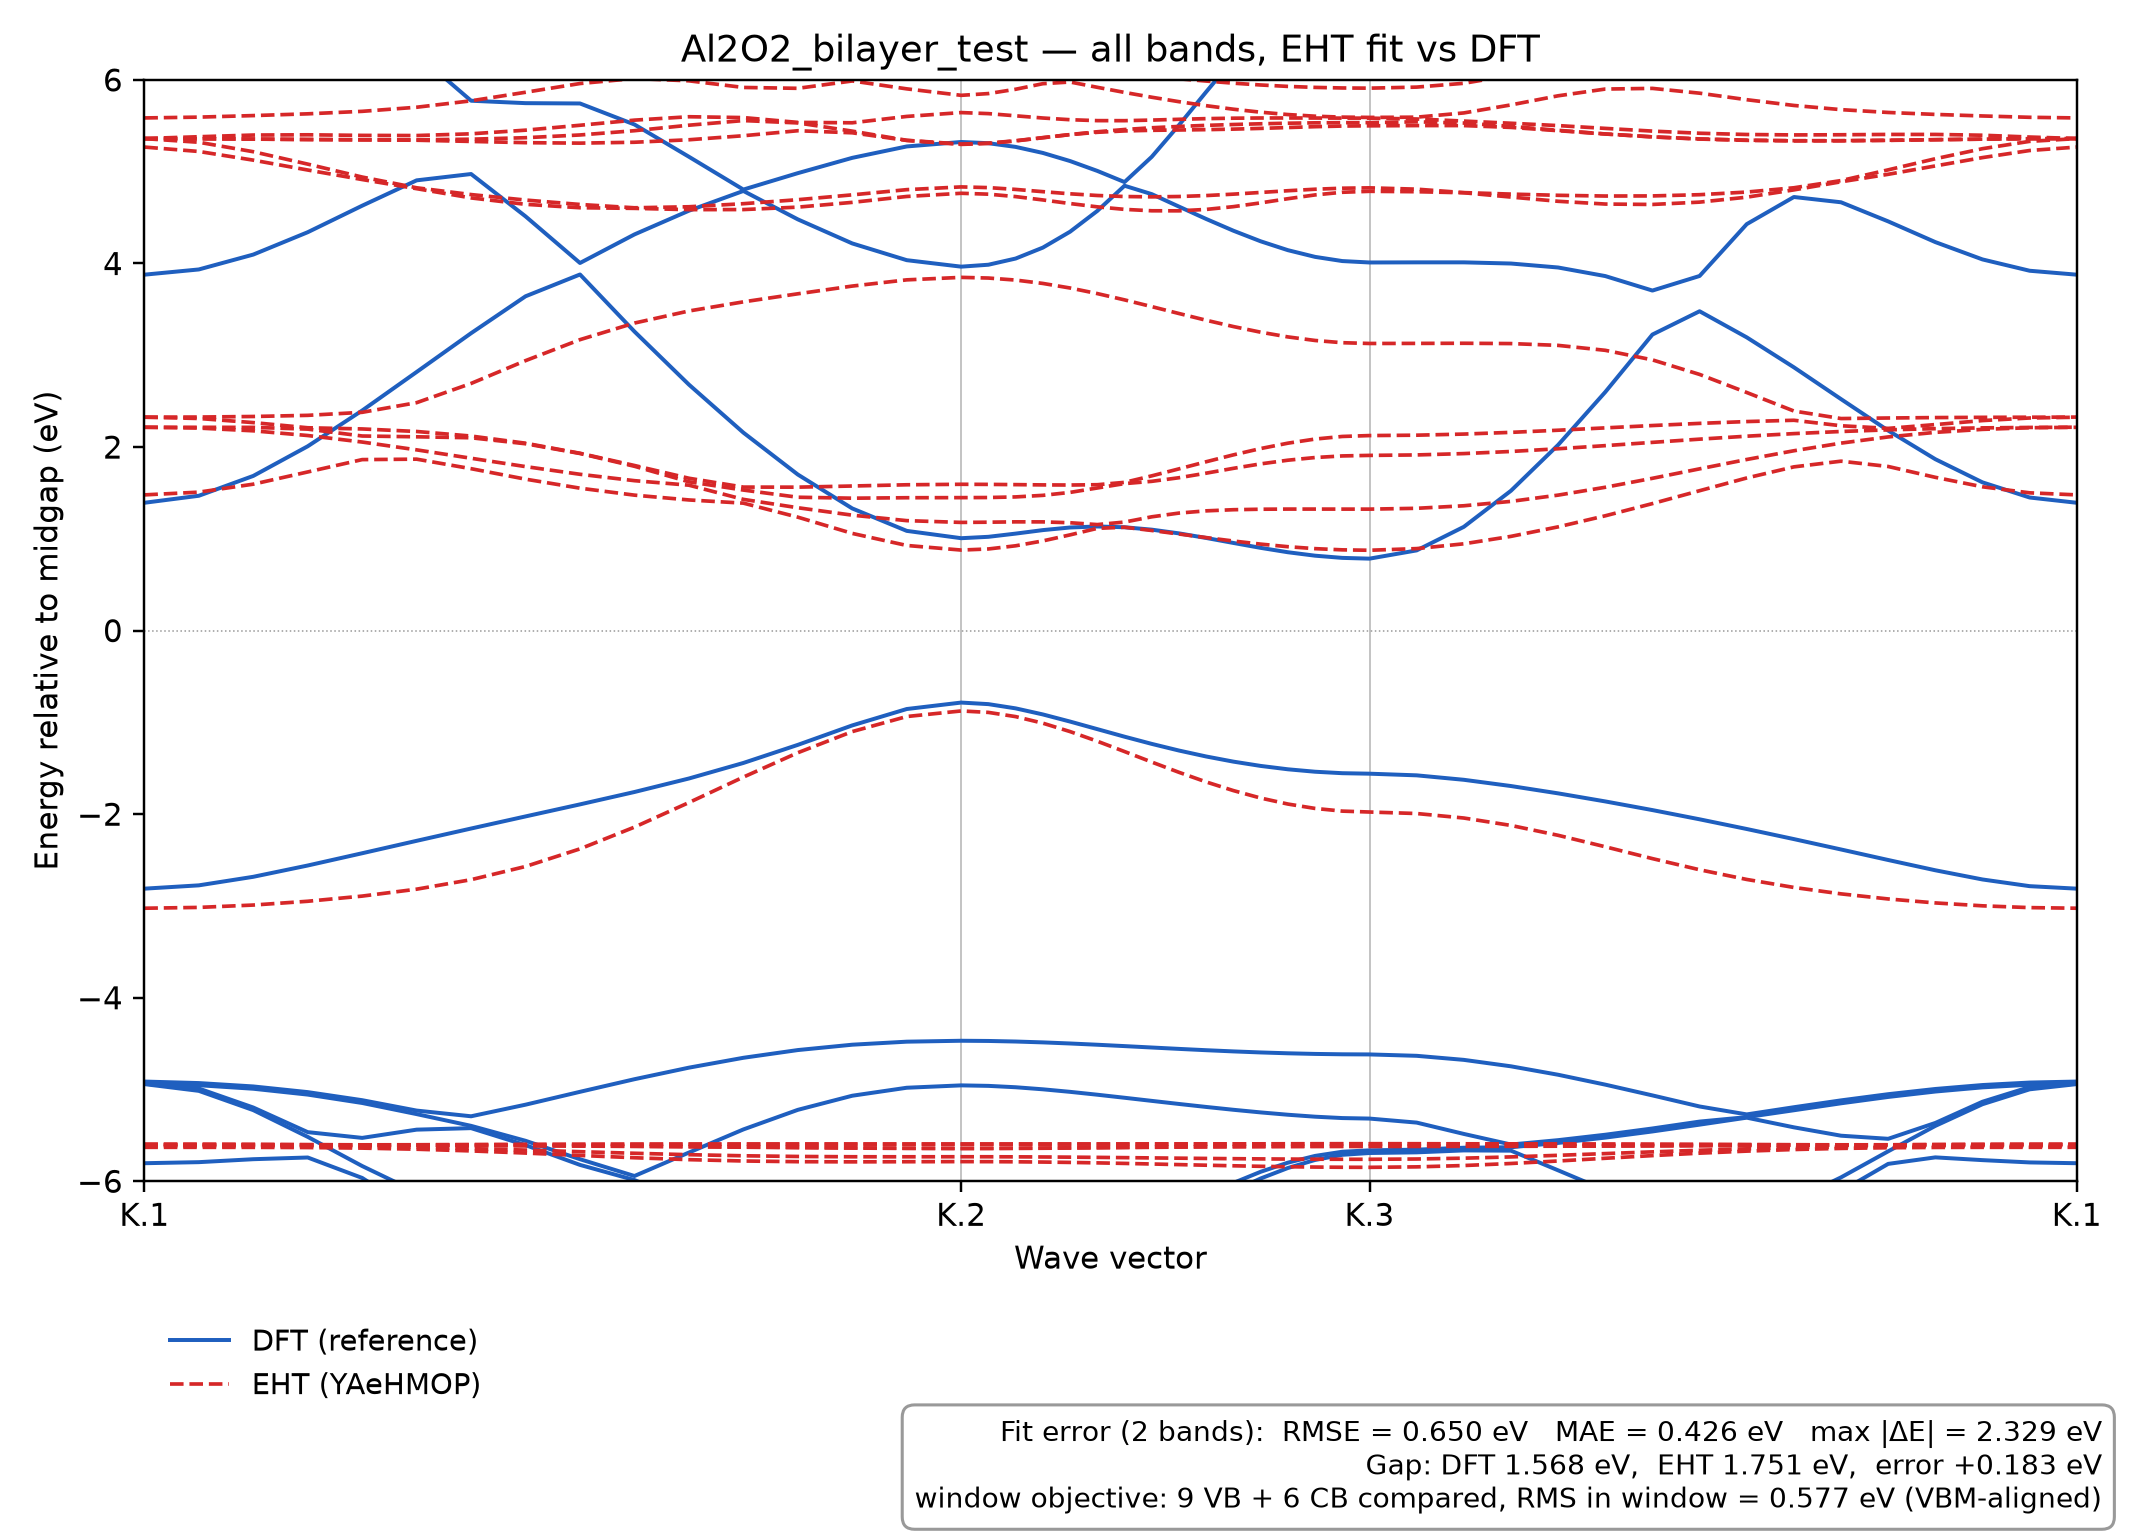 Al2O2_bilayer_test — all bands, EHT fit vs DFT
Energy relative to midgap (eV)
6
4
2
0
−2
−4
−6
K.1
K.2
K.3
K.1
Wave vector
DFT (reference)
EHT (YAeHMOP)
Fit error (2 bands):  RMSE = 0.650 eV   MAE = 0.426 eV   max |ΔE| = 2.329 eV
Gap: DFT 1.568 eV,  EHT 1.751 eV,  error +0.183 eV
window objective: 9 VB + 6 CB compared, RMS in window = 0.577 eV (VBM-aligned)